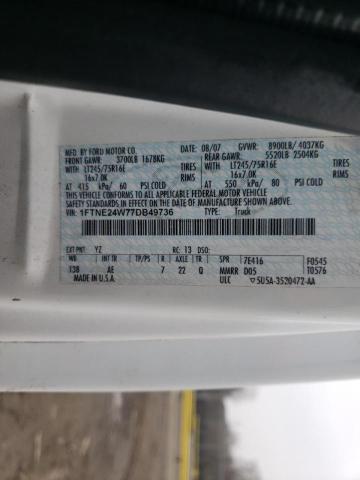 MFD. BY FORD MOTOR CO. 08/07 GVWR: 8900LB/ 4037KG
FRONT GAWR: 3700LB 1678KG REAR GAWR: 5520LB 2504KG
WITH LT245/75R16E TIRES WITH LT245/75R16E TIRES
16x7.0K RIMS 16x7.0K RIMS
AT 415 kPa/ 60 PSI COLD AT 550 kPa/ 80 PSI COLD
THIS VEHICLE CONFORMS TO ALL APPLICABLE FEDERAL MOTOR VEHICLE
SAFETY STANDARDS IN EFFECT ON THE
DATE OF MANUFACTURE SHOWN ABOVE.
VIN: 1FTNE24W77DB49736 TYPE: Truck
EXT PNT: YZ RC: 13 DSO:
WB INT TR TP/PS R AXLE TR SPR 7E416 F0545
138 AE 7 22 Q MMRR D05 T0576
MADE IN U.S.A. ULC 5U5A-3520472-AA